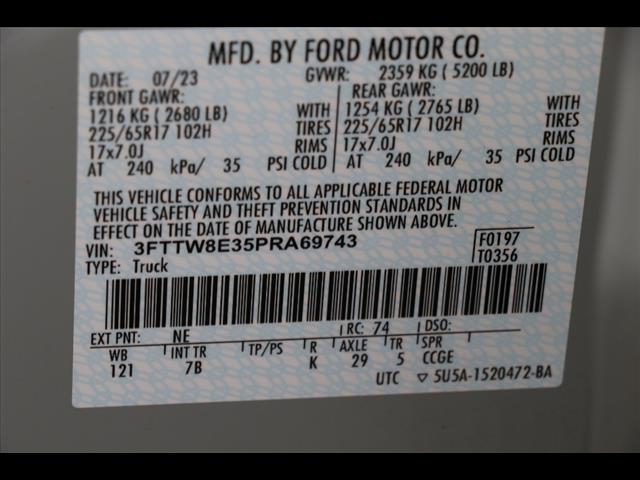 MFD. BY FORD MOTOR CO.
DATE: 07/23 GVWR: 2359 KG ( 5200 LB)
FRONT GAWR: REAR GAWR:
1216 KG ( 2680 LB) WITH 1254 KG ( 2765 LB) WITH
225/65R17 102H TIRES 225/65R17 102H TIRES
17x7.0J RIMS 17x7.0J RIMS
AT 240 kPa/ 35 PSI COLD AT 240 kPa/ 35 PSI COLD
THIS VEHICLE CONFORMS TO ALL APPLICABLE FEDERAL MOTOR
VEHICLE SAFETY AND THEFT PREVENTION STANDARDS IN
EFFECT ON THE DATE OF MANUFACTURE SHOWN ABOVE.
VIN: 3FTTW8E35PRA69743 F0197
TYPE: Truck T0356
EXT PNT: NE RC: 74 DSO:
WB INT TR TP/PS R AXLE TR SPR
121 7B K 29 5 CCGE
UTC ▽ 5U5A-1520472-BA